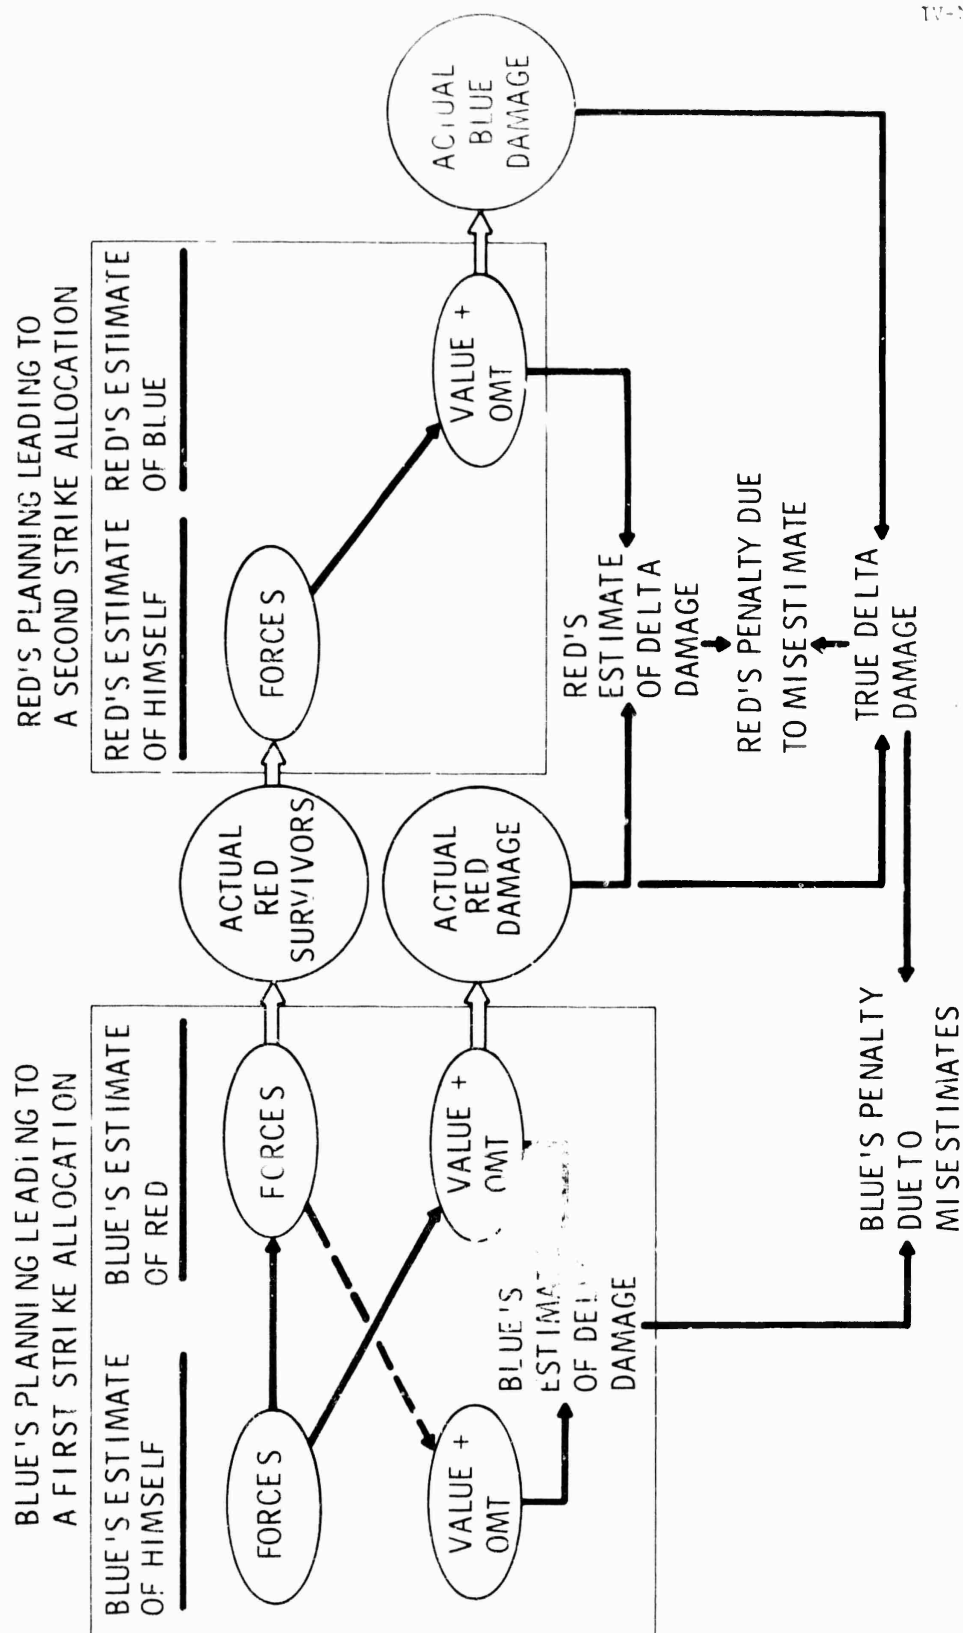 BLUE'S PLANNING LEADING TO
A FIRST STRIKE ALLOCATION
BLUE'S ESTIMATE
OF HIMSELF
BLUE'S ESTIMATE
OF RED
FORCES
FORCES
VALUE +
OMT
VALUE +
OMT
BLUE'S
OF
DAMAGE
ACTUAL
RED
SURVIVORS
ACTUAL
RED
DAMAGE
RED'S PLANNING LEADING TO
A SECOND STRIKE ALLOCATION
RED'S ESTIMATE
OF HIMSELF
RED'S ESTIMATE
OF BLUE
FORCES
VALUE +
OMT
ACTUAL
BLUE
DAMAGE
RED'S
ESTIMATE
OF DELTA
DAMAGE
RED'S PENALTY DUE
TO MISESTIMATE
TRUE DELTA
DAMAGE
BLUE'S PENALTY
DUE TO
MISESTIMATES